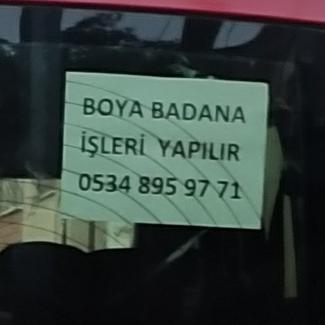 BOYA BADANA
İŞLERİ YAPILIR
0534 895 97 71